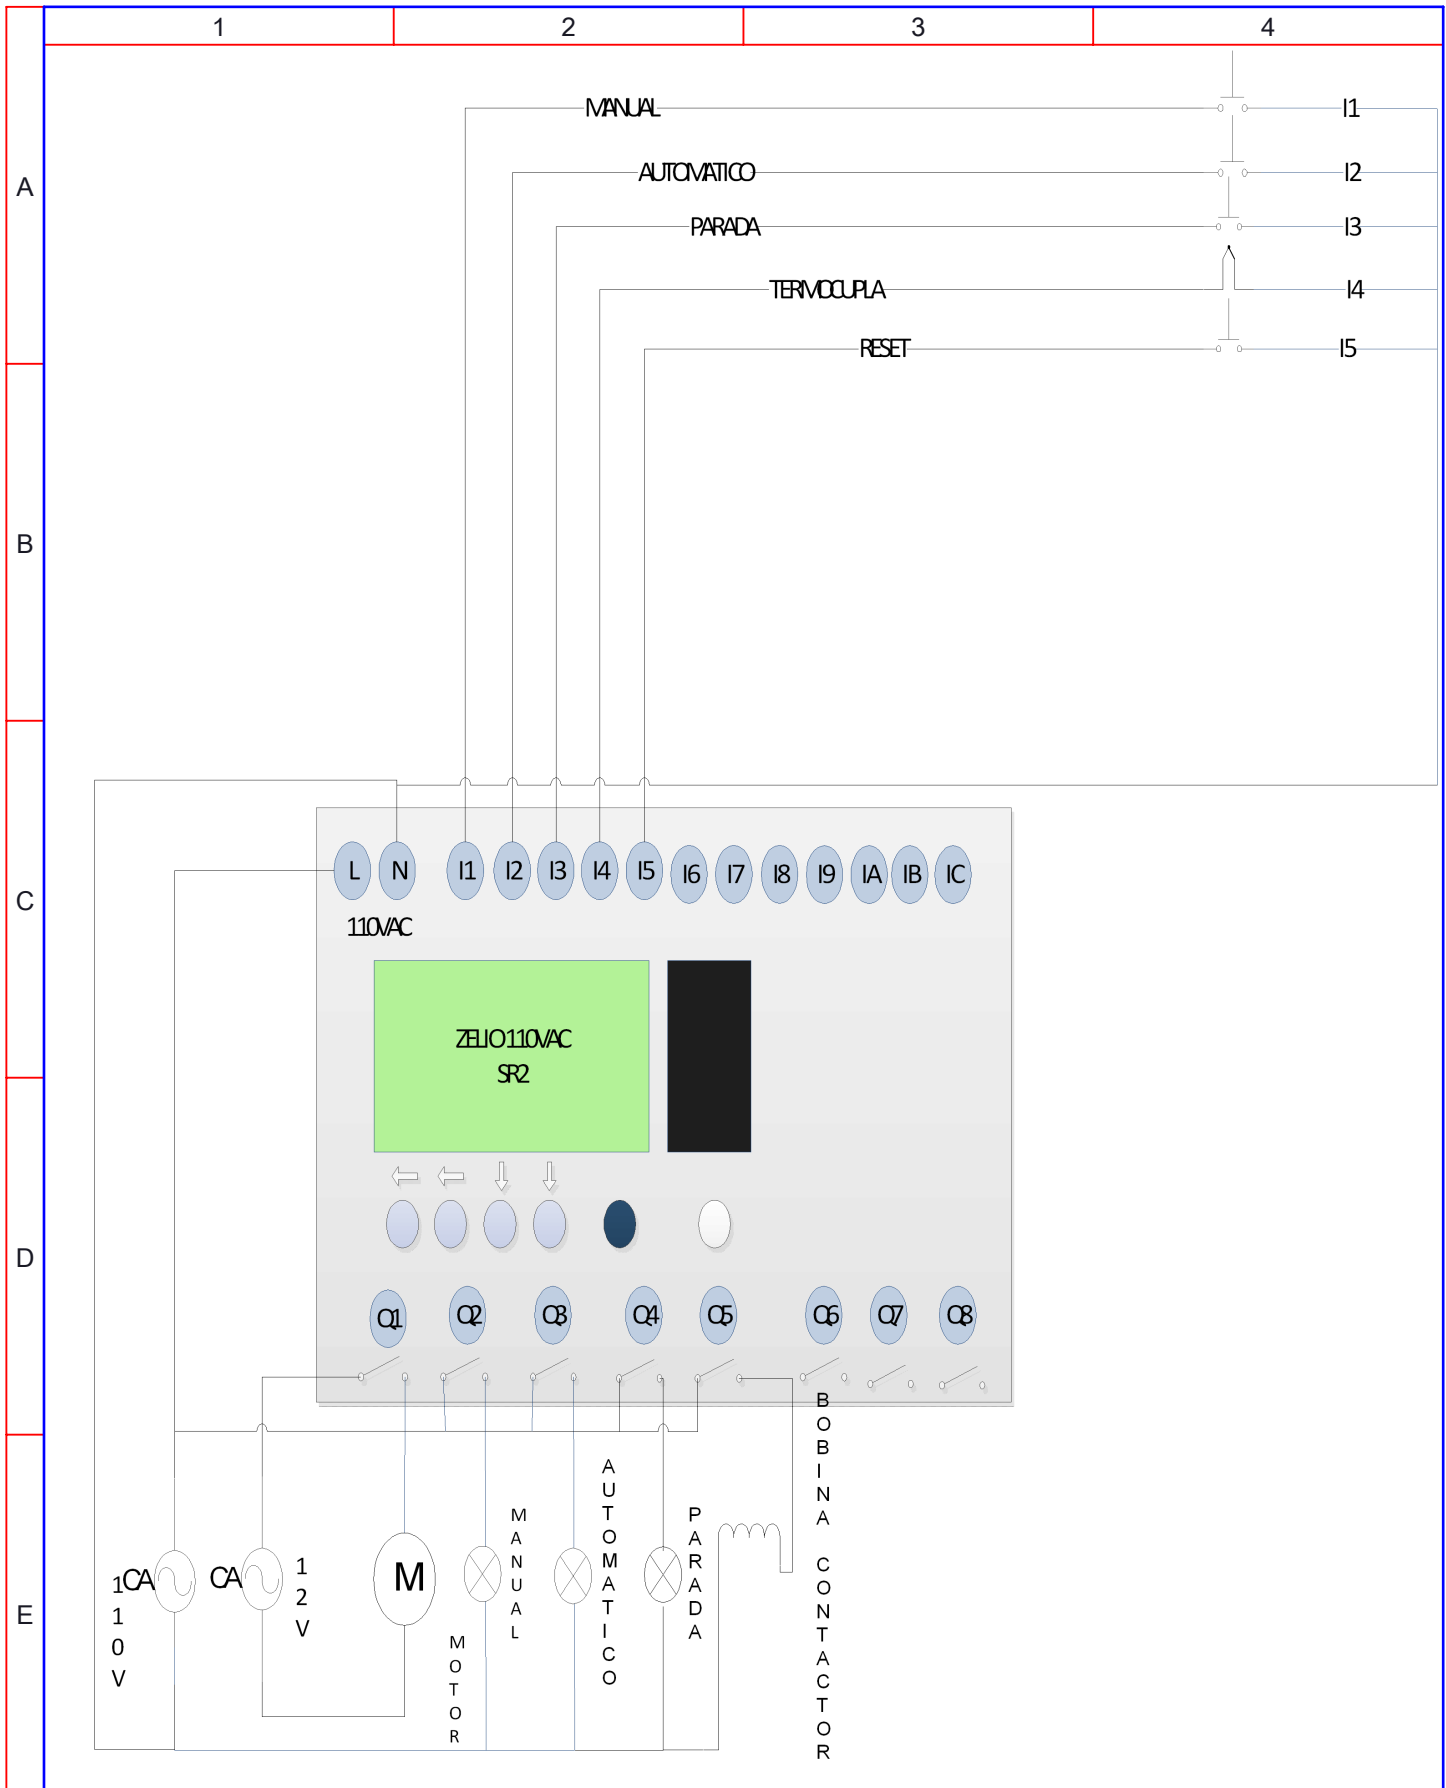 1 2 3 4
A
B
C
D
E
MANUAL I1
AUTOMATICO I2
PARADA I3
TERMOCUPLA I4
RESET I5
L N I1 I2 I3 I4 I5 I6 I7 I8 I9 IA IB IC
110VAC
ZELIO 110VAC
SR2
Q1 Q2 Q3 Q4 Q5 Q6 Q7 Q8
CA
110V
CA
12V
M
MOTOR
MANUAL
AUTOMATICO
PARADA
BOBINA CONTACTOR